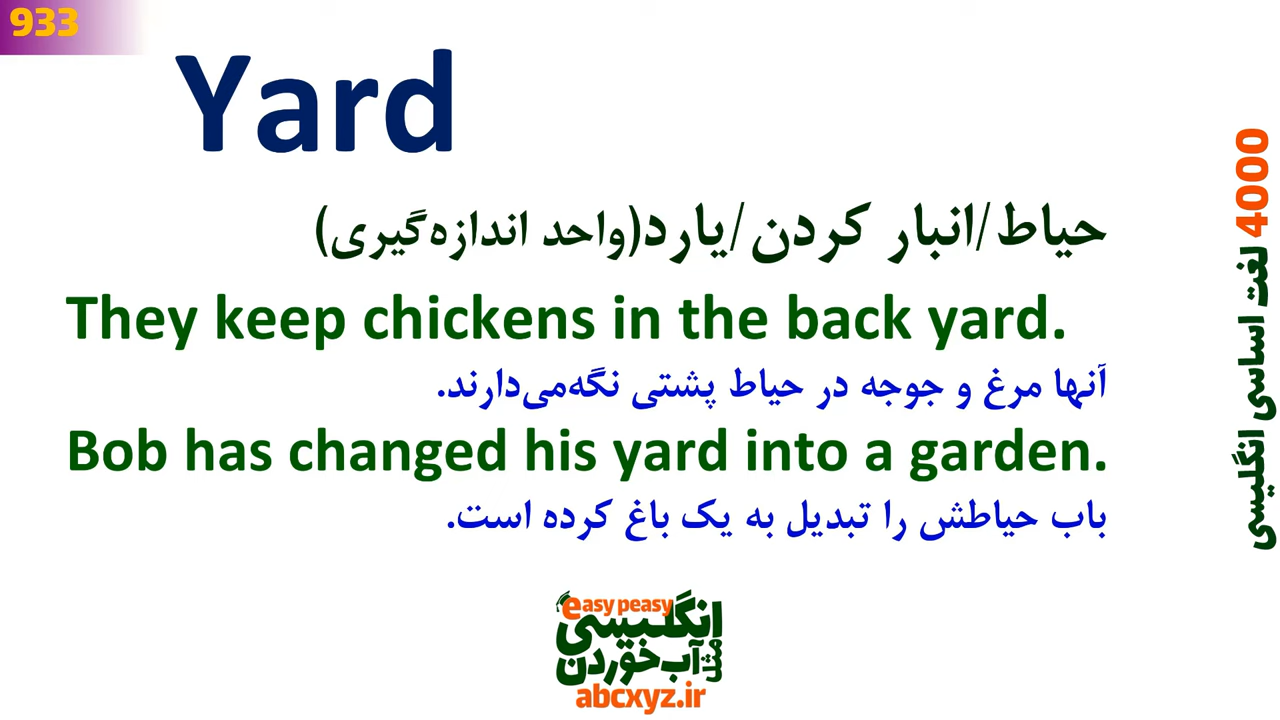 933
Yard
حیاط/انبار کردن/یارد(واحد اندازه‌گیری)
They keep chickens in the back yard.
آنها مرغ و جوجه در حیاط پشتی نگه‌می‌دارند.
Bob has changed his yard into a garden.
باب حیاطش را تبدیل به یک باغ کرده است.
4000 لغت اساسی انگلیسی
easy peasy
انگلیسی
مثل آب خوردن
abcxyz.ir